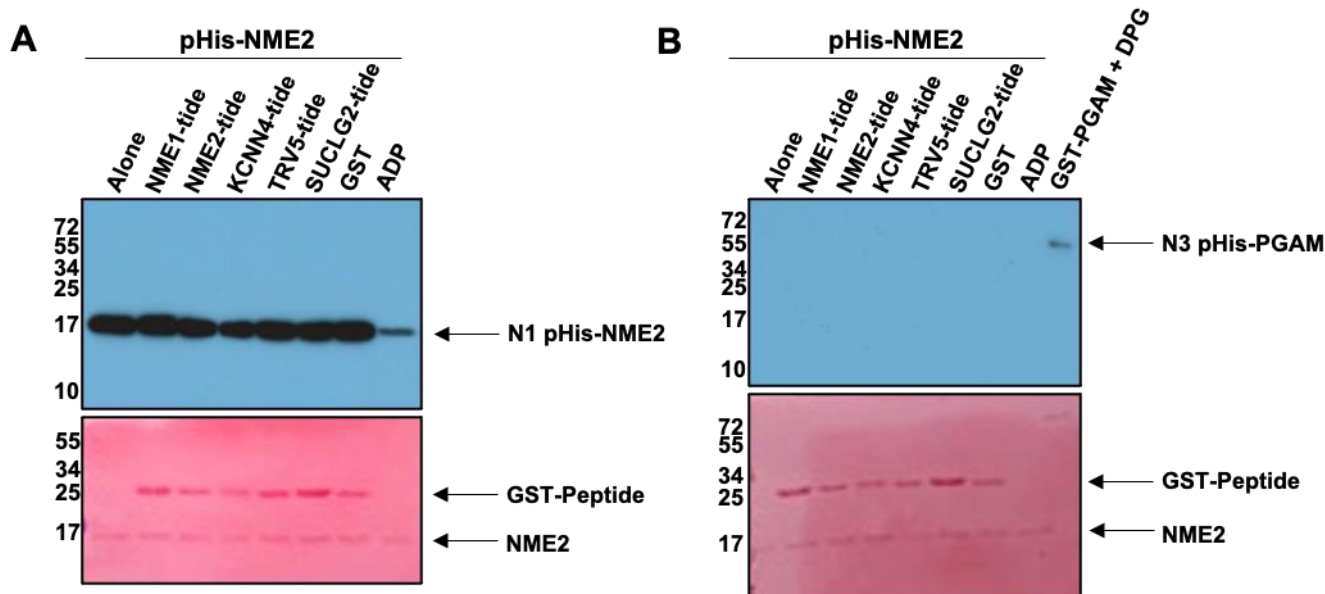 A
pHis-NME2
Alone
NME1-tide
NME2-tide
KCNN4-tide
TRV5-tide
SUCLG2-tide
GST
ADP
72
55
34
25
17
10
N1 pHis-NME2
55
34
25
17
GST-Peptide
NME2
B
pHis-NME2
Alone
NME1-tide
NME2-tide
KCNN4-tide
TRV5-tide
SUCLG2-tide
GST
ADP
GST-PGAM + DPG
72
55
34
25
17
10
N3 pHis-PGAM
72
55
34
25
17
GST-Peptide
NME2